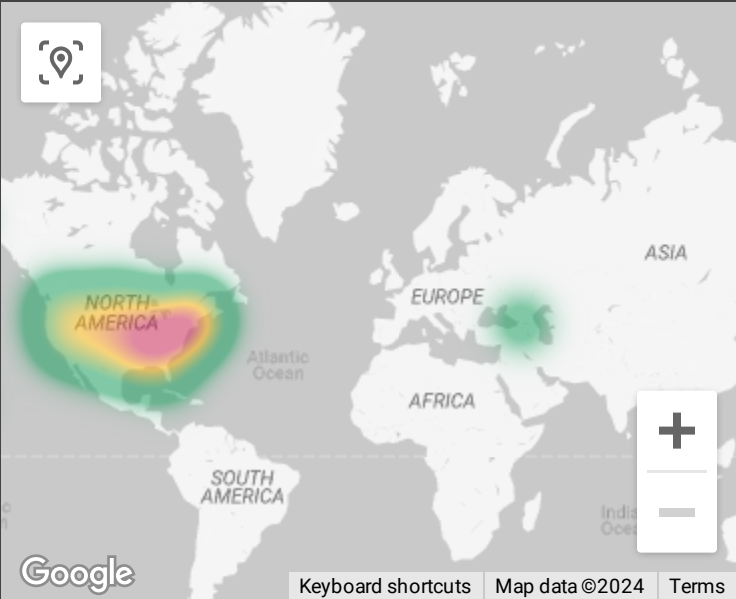 ASIA
NORTH
AMERICA
EUROPE
Atlantic
Ocean
AFRICA
SOUTH
AMERICA
Google
Keyboard shortcuts
Map data ©2024
Terms